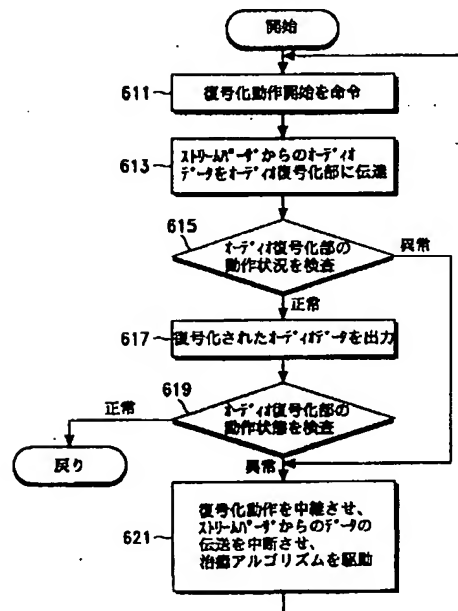 開始
611
復号化動作開始を命令
613
ストリームパーザからのオーディオ
データをオーディオ復号化部に伝達
615
オーディオ復号化部の
動作状況を検査
異常
正常
617
復号化されたオーディオデータを出力
619
オーディオ復号化部の
動作状態を検査
正常
戻り
異常
621
復号化動作を中継させ、
ストリームパーザからのデータの
伝送を中断させ、
治癒アルゴリズムを駆動